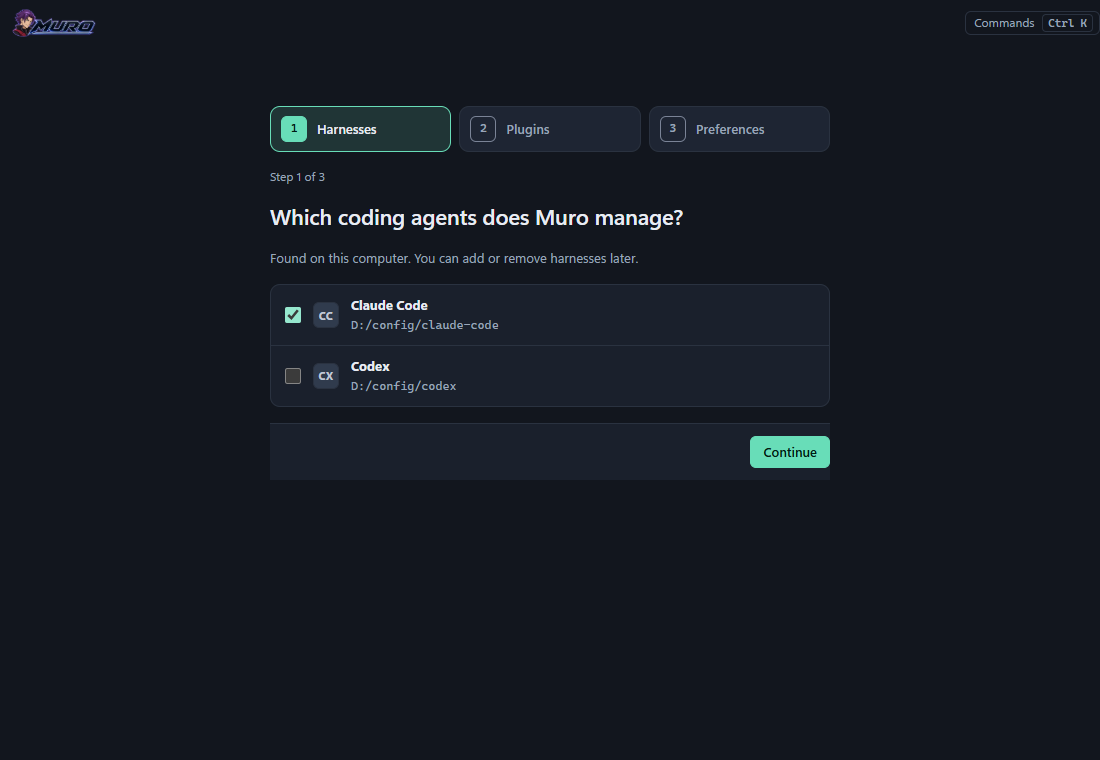 MURO
Commands Ctrl K
1 Harnesses
2 Plugins
3 Preferences
Step 1 of 3
Which coding agents does Muro manage?
Found on this computer. You can add or remove harnesses later.
CC Claude Code
D:/config/claude-code
CX Codex
D:/config/codex
Continue